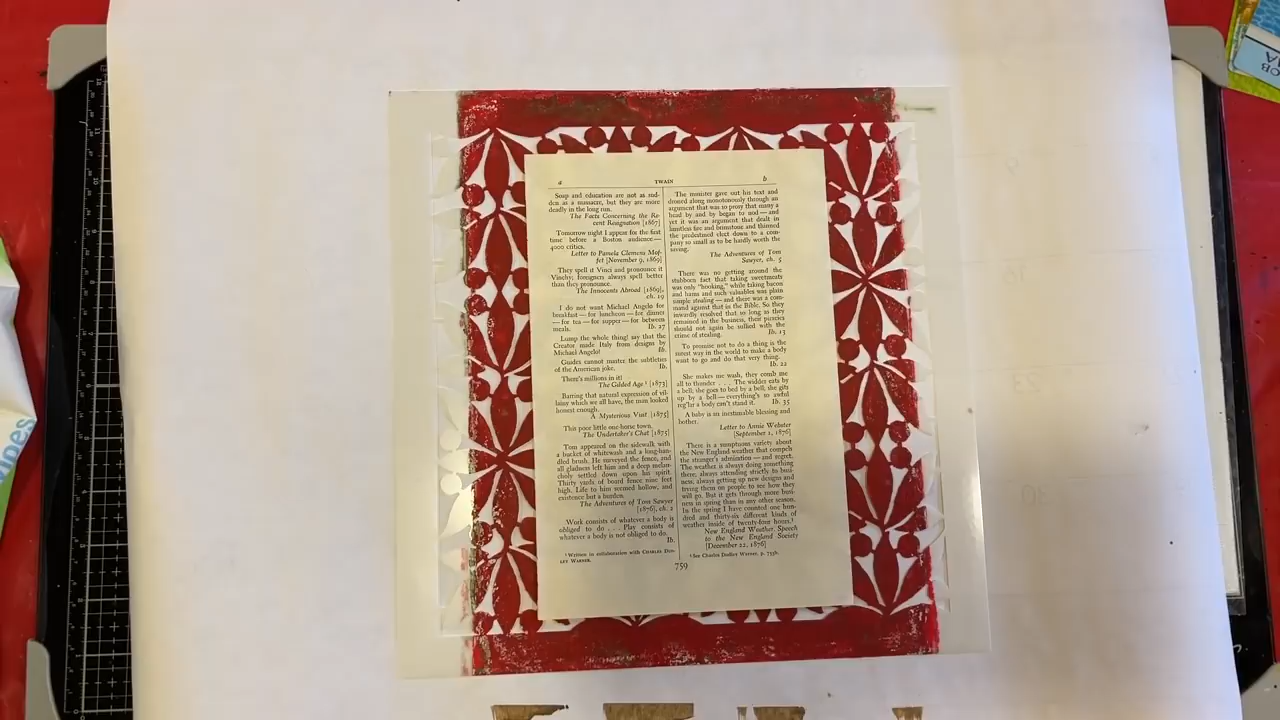 a TWAIN b
Soap and education are not as sud-
den as a massacre, but they are more
deadly in the long run.
The Facts Concerning the Re-
cent Resignation [1867]
Tomorrow night I appear for the first
time before a Boston audience—
4000 critics.
Letter to Pamela Clemens Mof-
fet [November 9, 1869]
They spell it Vinci and pronounce it
Vinchy; foreigners always spell better
than they pronounce.
The Innocents Abroad [1869],
ch. 19
I do not want Michael Angelo for
breakfast—for luncheon—for dinner
—for tea—for supper—for between
meals. Ib. 27
Lump the whole thing! say that the
Creator made Italy from designs by
Michael Angelo! Ib.
Guides cannot master the subtleties
of the American joke. Ib.
There's millions in it!
The Gilded Age¹ [1873]
Barring that natural expression of vil-
lainy which we all have, the man looked
honest enough.
A Mysterious Visit [1875]
This poor little one-horse town.
The Undertaker's Chat [1875]
Tom appeared on the sidewalk with
a bucket of whitewash and a long-han-
dled brush. He surveyed the fence, and
all gladness left him and a deep melan-
choly settled down upon his spirit.
Thirty yards of board fence nine feet
high. Life to him seemed hollow, and
existence but a burden.
The Adventures of Tom Sawyer
[1876], ch. 2
Work consists of whatever a body is
obliged to do . . . Play consists of
whatever a body is not obliged to do.
Ib.
¹ Written in collaboration with CHARLES DUD-
LEY WARNER.
The minister gave out his text and
droned along monotonously through an
argument that was so prosy that many a
head by and by began to nod—and
yet it was an argument that dealt in
limitless fire and brimstone and thinned
the predestined elect down to a com-
pany so small as to be hardly worth the
saving.
The Adventures of Tom
Sawyer, ch. 5
There was no getting around the
stubborn fact that taking sweetmeats
was only "hooking," while taking bacon
and hams and such valuables was plain
simple stealing—and there was a com-
mand against that in the Bible. So they
inwardly resolved that so long as they
remained in the business, their piracies
should not again be sullied with the
crime of stealing. Ib. 13
To promise not to do a thing is the
surest way in the world to make a body
want to go and do that very thing.
Ib. 22
She makes me wash, they comb me
all to thunder . . . The widder eats by
a bell; she goes to bed by a bell; she gits
up by a bell—everything's so awful
reg'lar a body can't stand it. Ib. 35
A baby is an inestimable blessing and
bother.
Letter to Annie Webster
[September 1, 1876]
There is a sumptuous variety about
the New England weather that compels
the stranger's admiration—and regret.
The weather is always doing something
there; always attending strictly to busi-
ness; always getting up new designs and
trying them on people to see how they
will go. But it gets through more busi-
ness in spring than in any other season.
In the spring I have counted one hun-
dred and thirty-six different kinds of
weather inside of twenty-four hours.²
New England Weather. Speech
to the New England Society
[December 22, 1876]
² See Charles Dudley Warner, p. 755b.
759
wipes